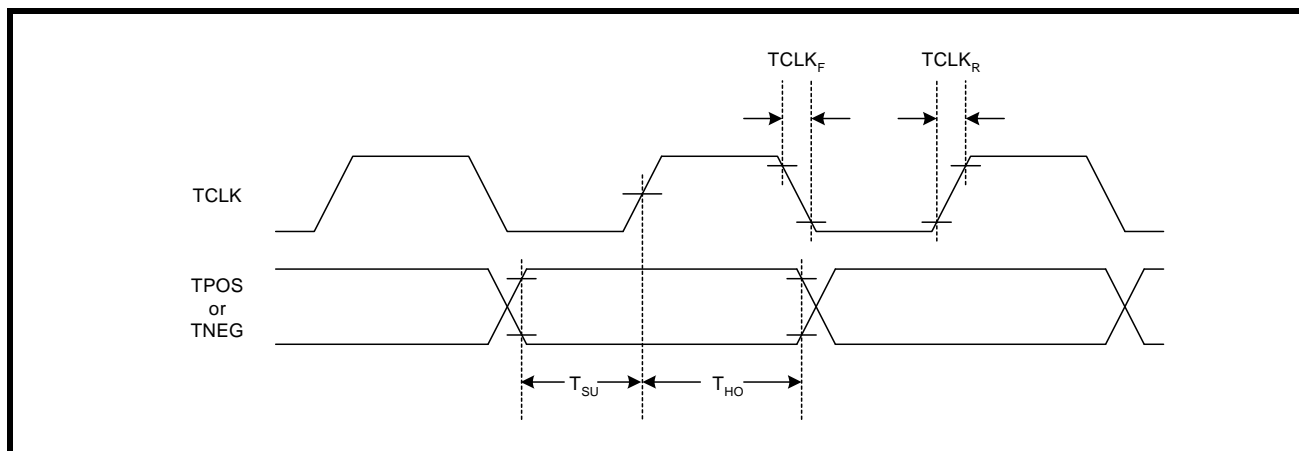 TCLKF
TCLKR
TCLK
TPOS
or
TNEG
TSU
THO